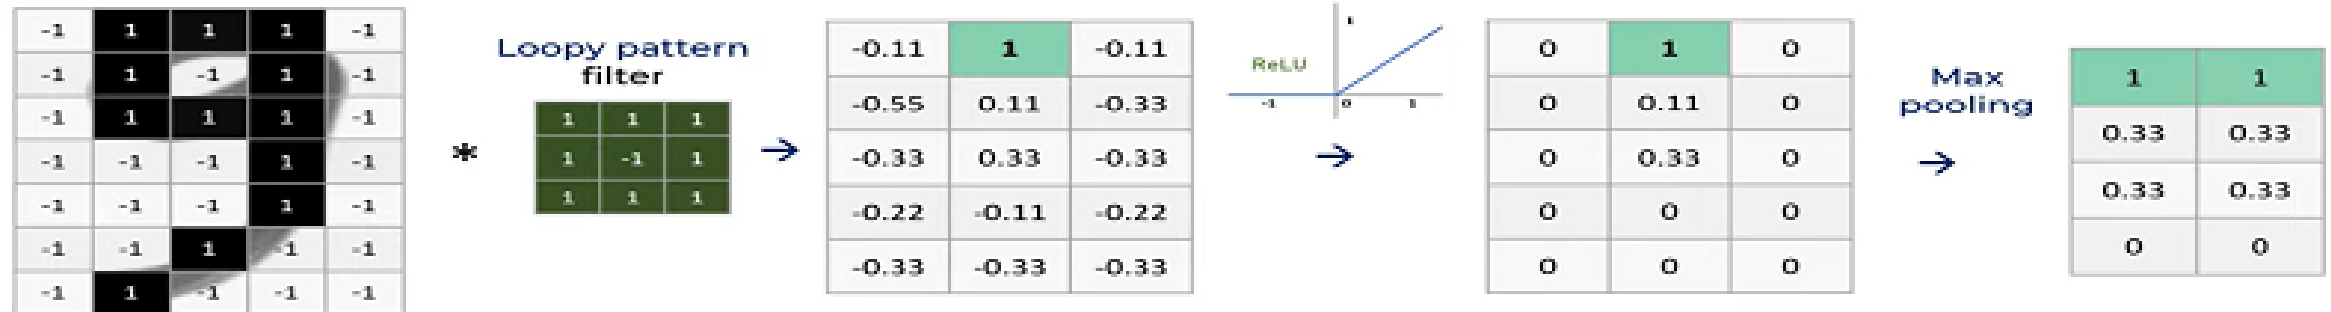 -1 1 1 1 -1
-1 1 -1 1 -1
-1 1 1 1 -1
-1 -1 -1 1 -1
-1 -1 -1 1 -1
-1 -1 1 -1 -1
-1 1 -1 -1 -1
*
Loopy pattern
filter
1 1 1
1 -1 1
1 1 1
→
-0.11 1 -0.11
-0.55 0.11 -0.33
-0.33 0.33 -0.33
-0.22 -0.11 -0.22
-0.33 -0.33 -0.33
ReLU
1
-1 0 1
→
0 1 0
0 0.11 0
0 0.33 0
0 0 0
0 0 0
Max
pooling
→
1 1
0.33 0.33
0.33 0.33
0 0